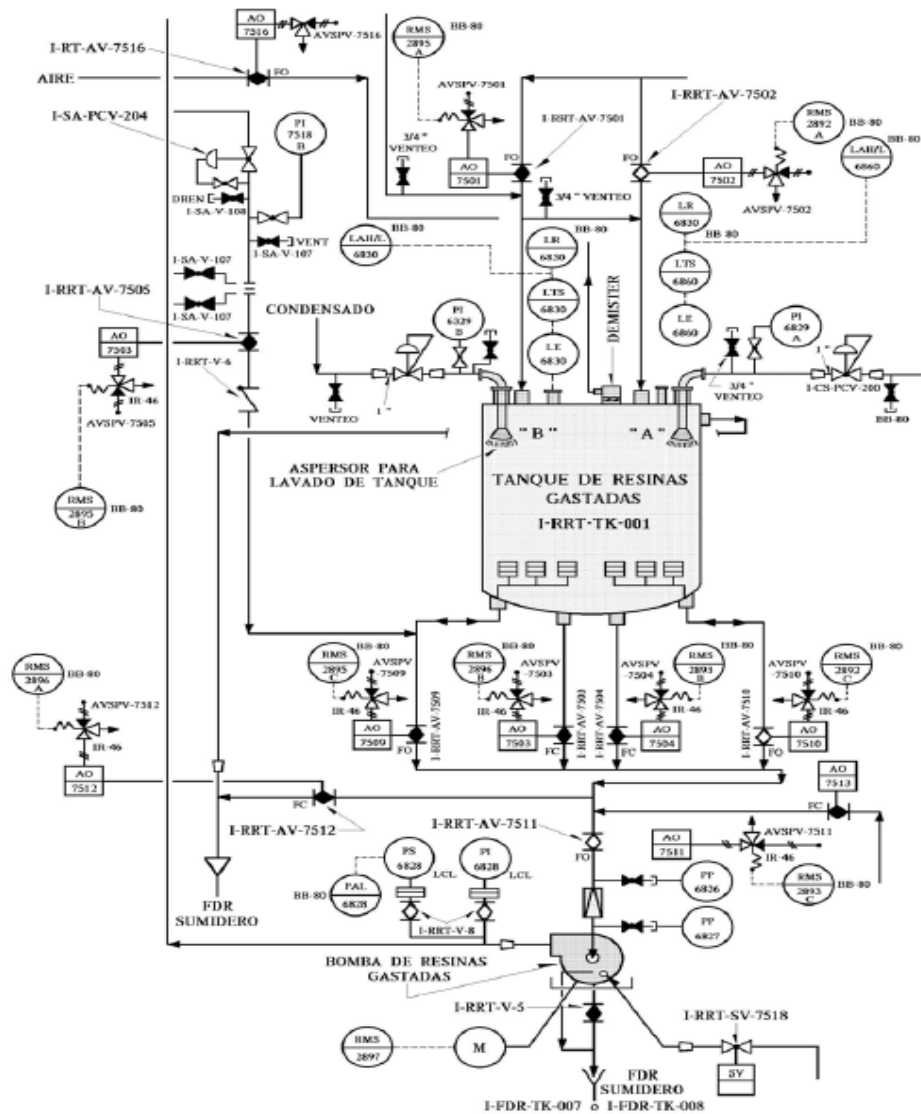 AO
7516
AVSPV-7516
I-RT-AV-7516
FO
AIRE
RMS
2895
A
BB-80
AVSPV-7501
I-RRT-AV-7502
I-RRT-AV-7501
RMS
2892
A
BB-80
LAH/L
6860
BB-80
I-SA-PCV-204
PI
7518
B
3/4 "
VENTEO
AO
7501
FO
FO
AO
7502
AVSPV-7502
DREN
I-SA-V-108
3/4 " VENTEO
VENT
I-SA-V-107
LAH/L
6830
BB-80
LR
6830
BB-80
LR
6830
BB-80
I-SA-V-107
I-SA-V-107
LTS
6830
LTS
6860
I-RRT-AV-7505
CONDENSADO
PI
6329
B
LE
6830
DEMISTER
LE
6860
PI
6829
A
AO
7503
I-RRT-V-6
IR-46
AVSPV-7505
VENTEO
1 "
3/4 "
VENTEO
1 "
I-CS-PCV-200
BB-80
"B"
"A"
ASPERSOR PARA
LAVADO DE TANQUE
TANQUE DE RESINAS
GASTADAS
I-RRT-TK-001
RMS
2895
B
BB-80
RMS
2896
A
BB-80
AVSPV-7512
IR-46
AO
7512
RMS
2895
C
BB-80
AVSPV
-7509
IR-46
AO
7509
FO
I-RRT-AV-7509
RMS
2896
B
BB-80
AVSPV
-7503
IR-46
AO
7503
FC
I-RRT-AV-7503
I-RRT-AV-7504
FC
AVSPV
-7504
BB-80
RMS
2893
B
IR-46
AO
7504
I-RRT-AV-7510
AVSPV
-7510
BB-80
RMS
2892
C
IR-46
AO
7510
FO
FC
I-RRT-AV-7512
I-RRT-AV-7511
FO
AO
7513
FC
AO
7511
AVSPV-7511
IR-46
RMS
2893
C
BB-80
PS
6828
LCL
PI
6828
LCL
BB-80
PAL
6828
I-RRT-V-8
PP
6826
PP
6827
FDR
SUMIDERO
BOMBA DE RESINAS
GASTADAS
I-RRT-V-5
I-RRT-SV-7518
RMS
2897
M
SV
FDR
SUMIDERO
I-FDR-TK-007 o I-FDR-TK-008